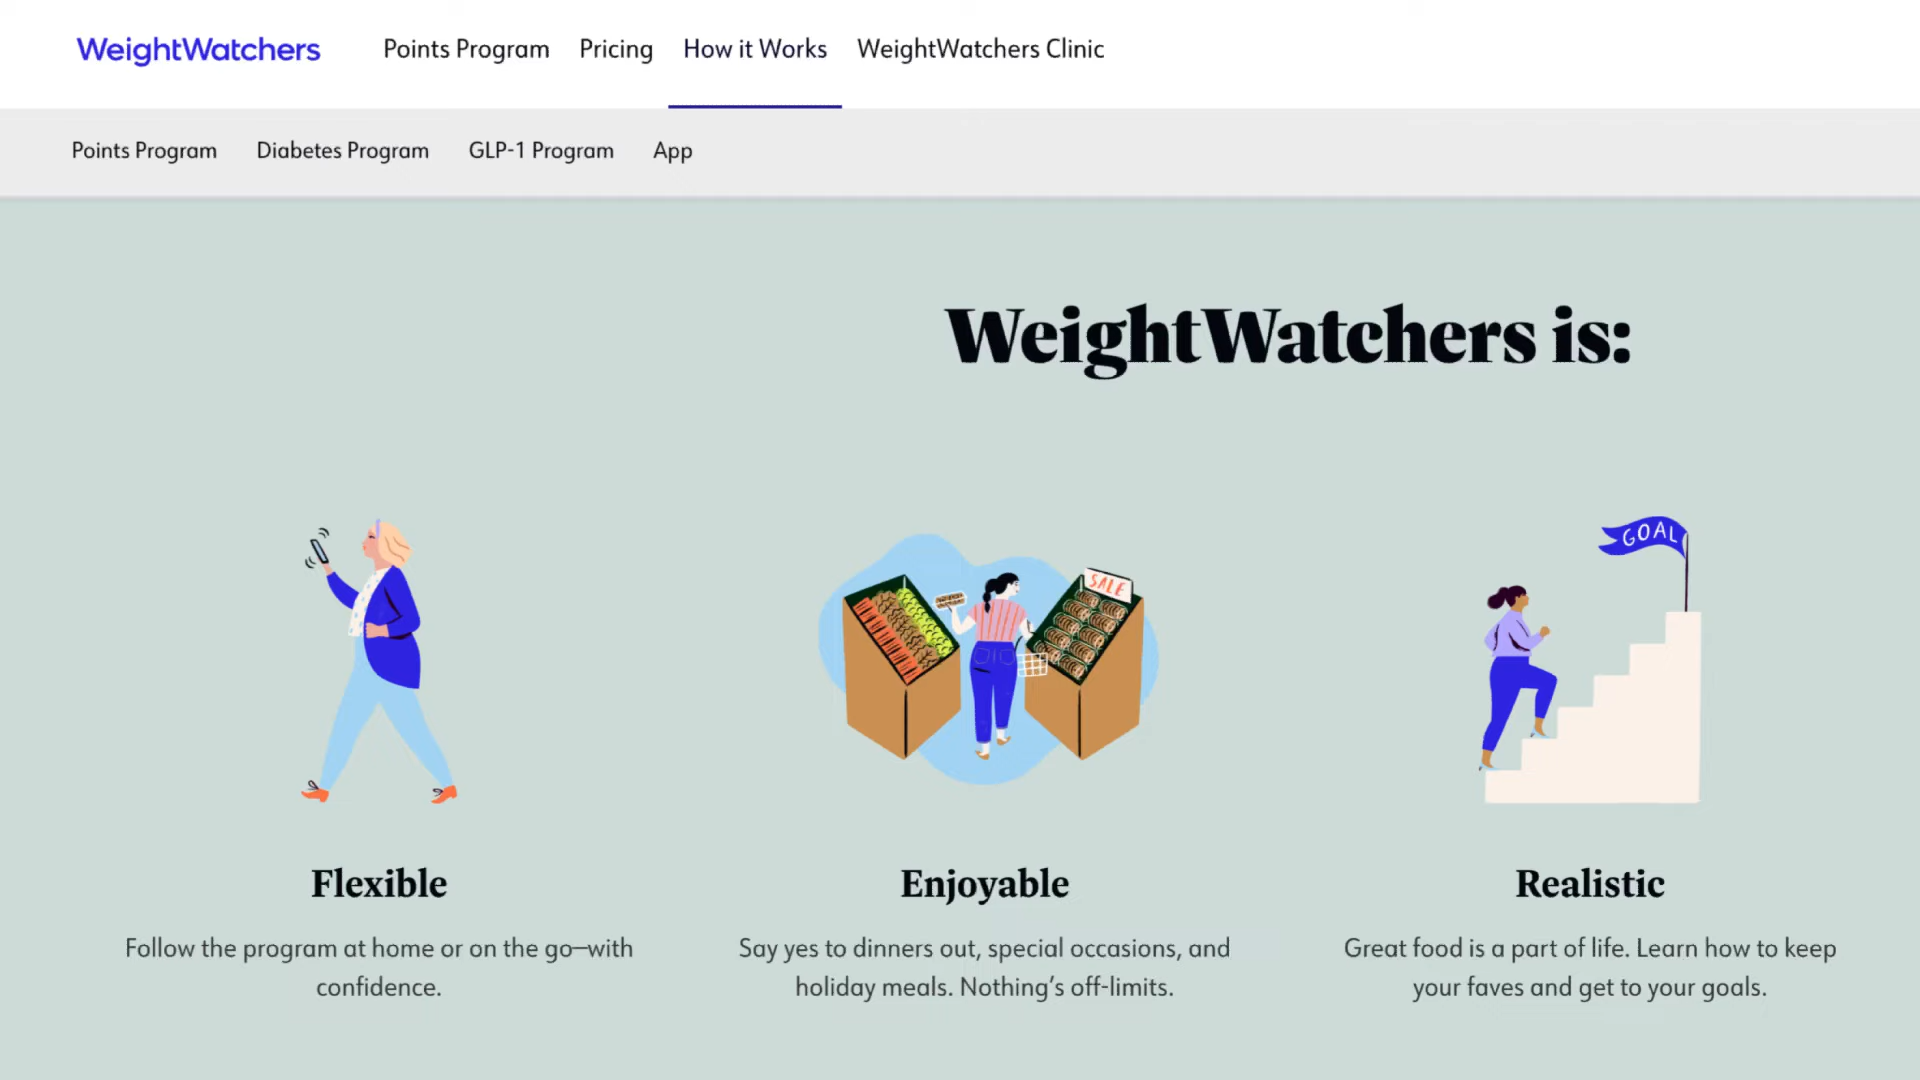 WeightWatchers
Points Program
Pricing
How it Works
WeightWatchers Clinic
Points Program
Diabetes Program
GLP-1 Program
App
WeightWatchers is:
GOAL
SALE
Flexible
Follow the program at home or on the go—with
confidence.
Enjoyable
Say yes to dinners out, special occasions, and
holiday meals. Nothing’s off-limits.
Realistic
Great food is a part of life. Learn how to keep
your faves and get to your goals.